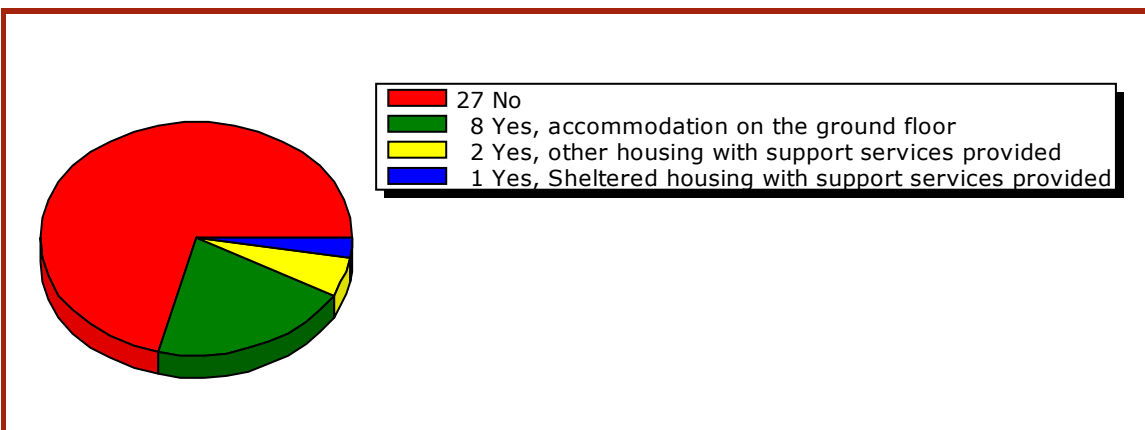 27 No
8 Yes, accommodation on the ground floor
2 Yes, other housing with support services provided
1 Yes, Sheltered housing with support services provided